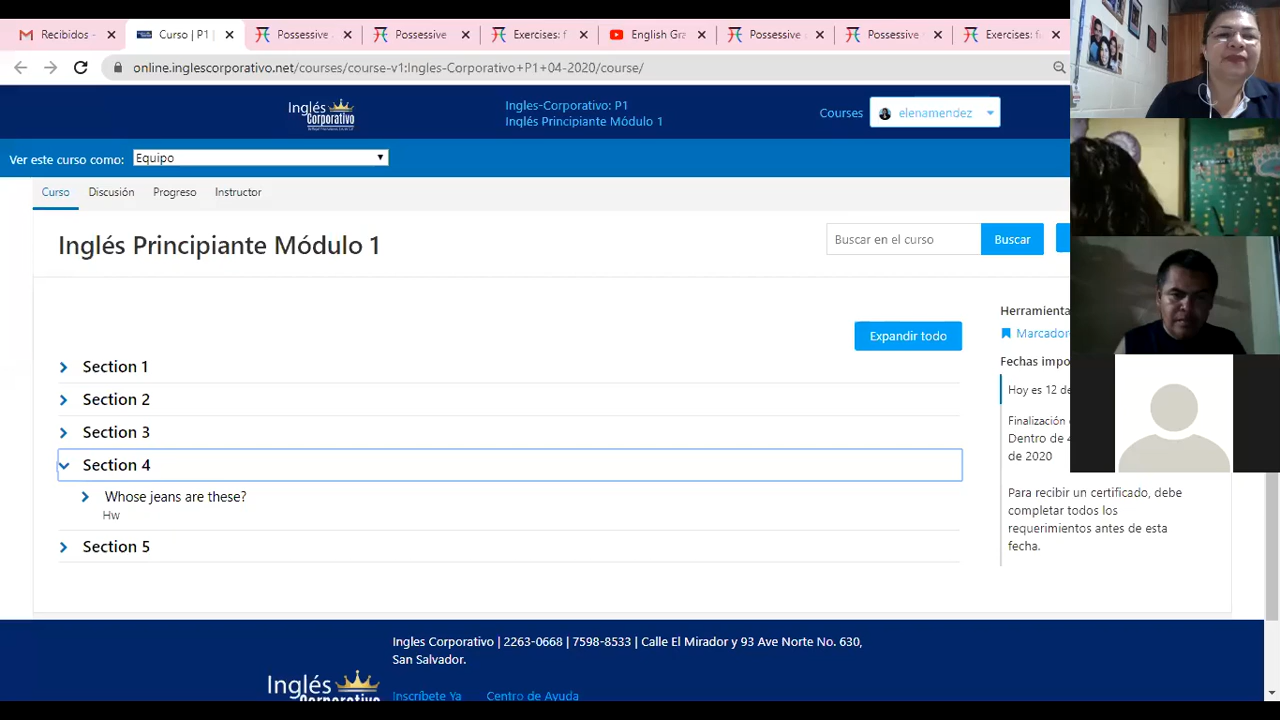 Recibidos -
Curso | P1
Possessive
Possessive
Exercises: f
English Gra
Possessive
Possessive
Exercises: f
online.inglescorporativo.net/courses/course-v1:Ingles-Corporativo+P1+04-2020/course/
Inglés
Corporativo
Ingles-Corporativo: P1
Inglés Principiante Módulo 1
Courses
elenamendez
Ver este curso como:
Equipo
Curso
Discusión
Progreso
Instructor
Inglés Principiante Módulo 1
Buscar en el curso
Buscar
Expandir todo
Section 1
Section 2
Section 3
Section 4
Whose jeans are these?
Hw
Section 5
Herramienta
Marcador
Fechas impo
Hoy es 12 de
Finalización
Dentro de 4
de 2020
Para recibir un certificado, debe
completar todos los
requerimientos antes de esta
fecha.
Inglés
Corporativo
Ingles Corporativo | 2263-0668 | 7598-8533 | Calle El Mirador y 93 Ave Norte No. 630,
San Salvador.
Inscríbete Ya
Centro de Ayuda